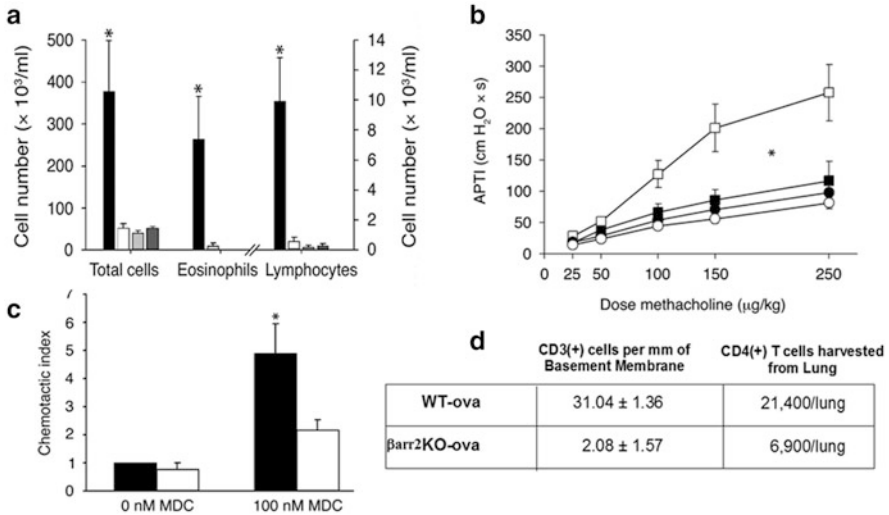 a
Cell number (× 10³/ml)
500
400
300
200
100
0
*
*
*
14
12
10
8
6
4
2
0
Cell number (× 10³/ml)
Total cells Eosinophils Lymphocytes
b
APTI (cm H₂O × s)
350
300
250
200
150
100
50
0
*
0 25 50 100 150 250
Dose methacholine (μg/kg)
c
Chemotactic index
7
6
5
4
3
2
1
0
*
0 nM MDC 100 nM MDC
d
CD3(+) cells per mm of
Basement Membrane
CD4(+) T cells harvested
from Lung
WT-ova 31.04 ± 1.36 21,400/lung
βarr2KO-ova 2.08 ± 1.57 6,900/lung